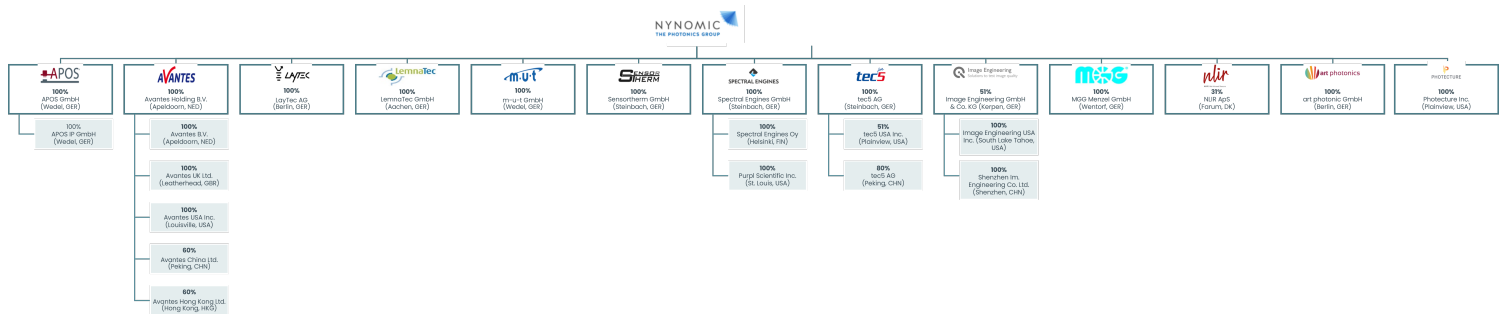 NYNOMIC
THE PHOTONICS GROUP
APOS
100%
APOS GmbH
(Wedel, GER)
100%
APOS IP GmbH
(Wedel, GER)
AVANTES
100%
Avantes Holding B.V.
(Apeldoorn, NED)
100%
Avantes B.V.
(Apeldoorn, NED)
100%
Avantes UK Ltd.
(Leatherhead, GBR)
100%
Avantes USA Inc.
(Louisville, USA)
60%
Avantes China Ltd.
(Peking, CHN)
60%
Avantes Hong Kong Ltd.
(Hong Kong, HKG)
LAYTEC
100%
LayTec AG
(Berlin, GER)
LemnaTec
100%
LemnaTec GmbH
(Aachen, GER)
m·u·t
100%
m-u-t GmbH
(Wedel, GER)
SENSOR
THERM
100%
Sensortherm GmbH
(Steinbach, GER)
SPECTRAL ENGINES
100%
Spectral Engines GmbH
(Steinbach, GER)
100%
Spectral Engines Oy
(Helsinki, FIN)
100%
Purpl Scientific Inc.
(St. Louis, USA)
tec5
100%
tec5 AG
(Steinbach, GER)
51%
tec5 USA Inc.
(Plainview, USA)
80%
tec5 AG
(Peking, CHN)
Image Engineering
51%
Image Engineering GmbH
& Co. KG (Kerpen, GER)
100%
Image Engineering USA
Inc. (South Lake Tahoe,
USA)
100%
Shenzhen Im.
Engineering Co. Ltd.
(Shenzhen, CHN)
MGG
100%
MGG Menzel GmbH
(Wentorf, GER)
nlir
31%
NLIR ApS
(Farum, DK)
art photonics
100%
art photonic GmbH
(Berlin, GER)
PHOTECTURE
100%
Photecture Inc.
(Plainview, USA)